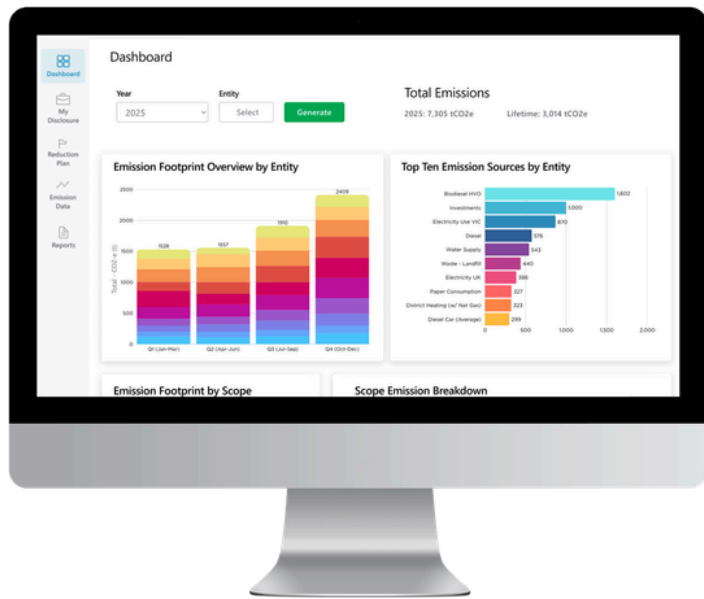 Dashboard
Dashboard
My
Disclosure
Reduction
Plan
Emission
Data
Reports
Year
2025
Entity
Select
Generate
Total Emissions
2025: 7,305 tCO2e
Lifetime: 3,014 tCO2e
Emission Footprint Overview by Entity
Total - CO2-e (t)
2500
2000
1500
1000
500
0
1528
1557
1910
2409
Q1 (Jan-Mar)
Q2 (Apr-Jun)
Q3 (Jul-Sep)
Q4 (Oct-Dec)
Top Ten Emission Sources by Entity
Biodiesel HVO 1,602
Investments 1,000
Electricity Use VIC 870
Diesel 576
Water Supply 543
Waste - Landfill 440
Electricity UK 386
Paper Consumption 327
District Heating (w/ Nat Gas) 323
Diesel Car (Average) 299
0 500 1,000 1,500 2,000
Emission Footprint by Scope
Scope Emission Breakdown